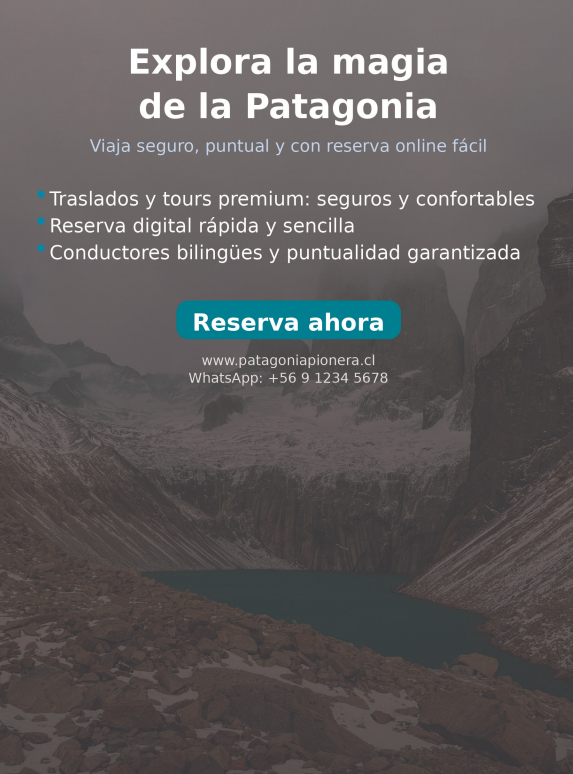 Explora la magia
de la Patagonia
Viaja seguro, puntual y con reserva online fácil
• Traslados y tours premium: seguros y confortables
• Reserva digital rápida y sencilla
• Conductores bilingües y puntualidad garantizada
Reserva ahora
www.patagoniapionera.cl
WhatsApp: +56 9 1234 5678